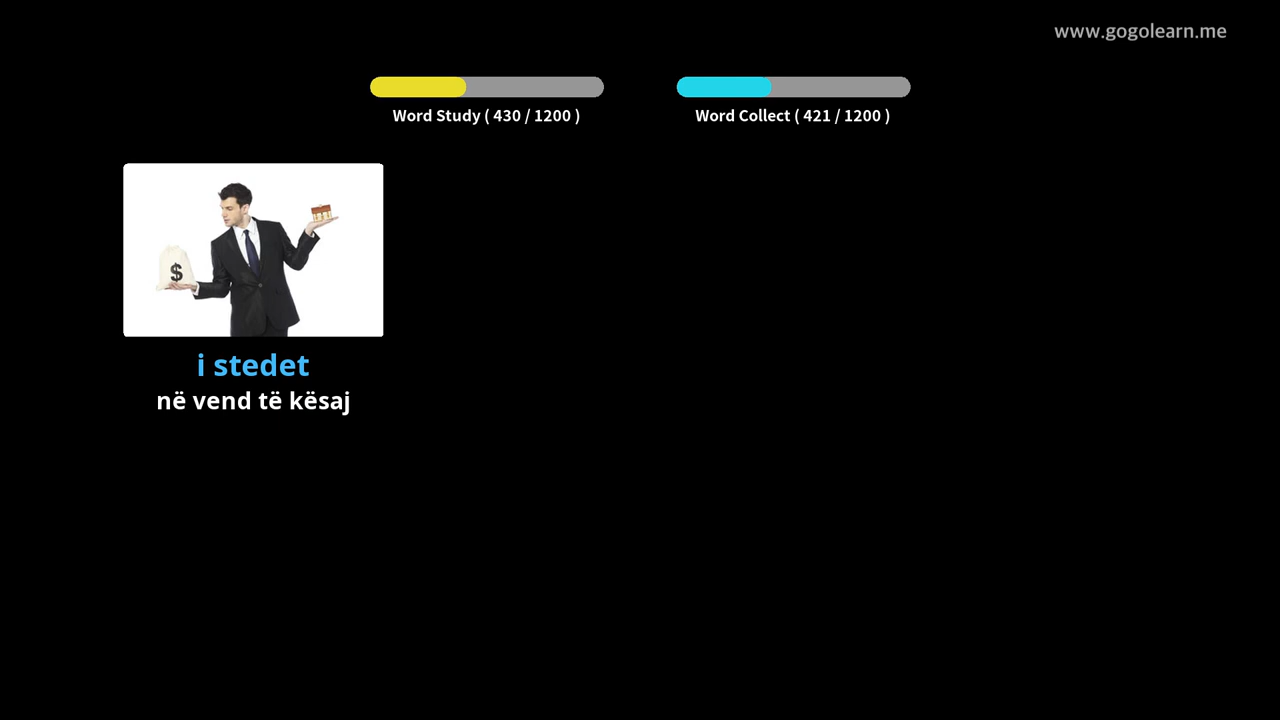 www.gogolearn.me
Word Study ( 430 / 1200 )
Word Collect ( 421 / 1200 )
$
i stedet
në vend të kësaj